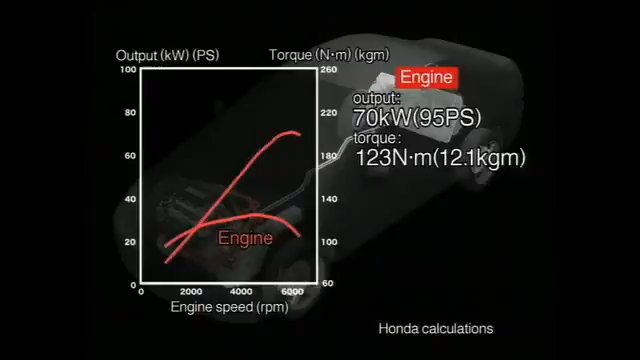 Output (kW) (PS)
Torque (N·m) (kgm)
100
80
60
40
20
0
260
220
180
140
100
60
0
2000
4000
6000
Engine speed (rpm)
Engine
Engine
output:
70kW(95PS)
torque:
123N·m(12.1kgm)
Honda calculations